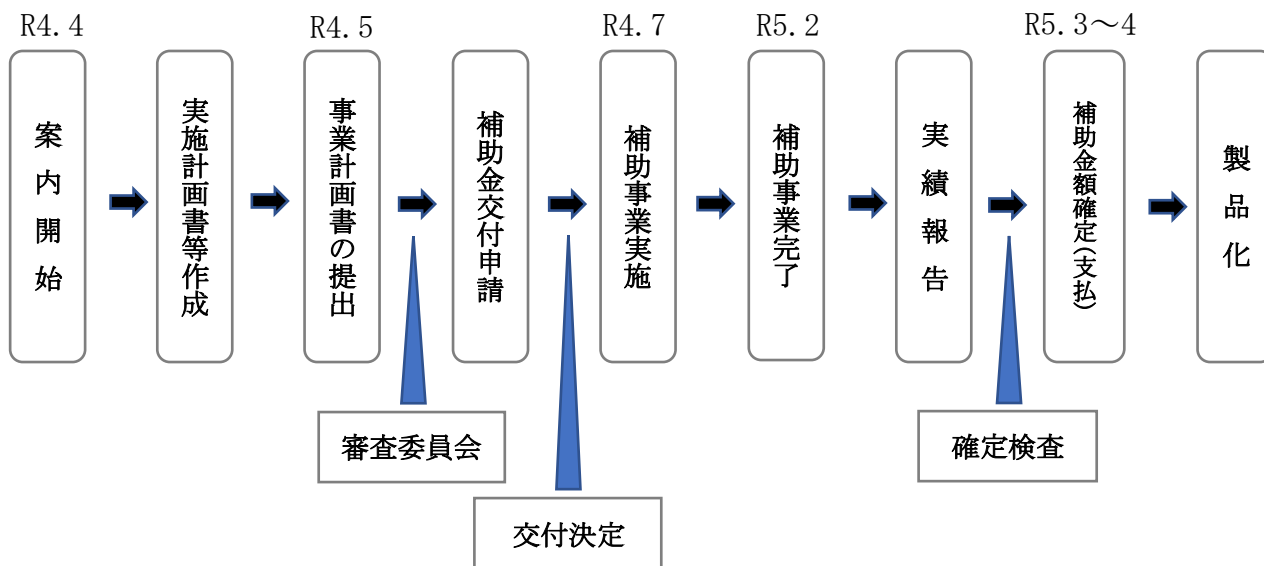 R4.4
R4.5
R4.7
R5.2
R5.3～4
案内開始
実施計画書等作成
事業計画書の提出
補助金交付申請
補助事業実施
補助事業完了
実績報告
補助金額確定(支払)
製品化
審査委員会
確定検査
交付決定